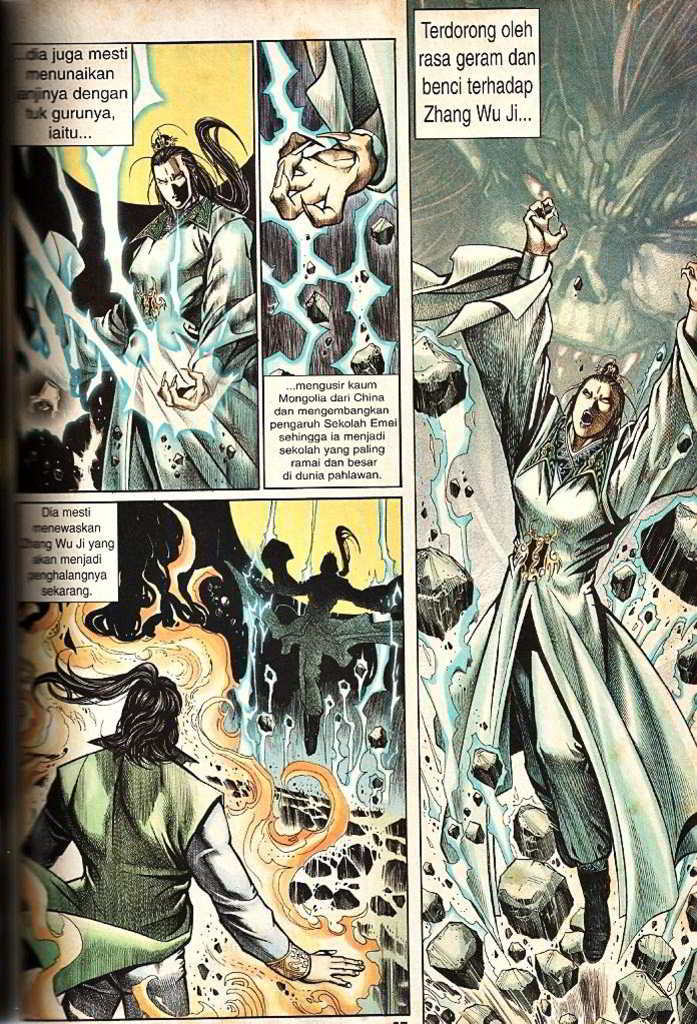 ...dia juga mesti
menunaikan
janjinya dengan
tuk gurunya,
iaitu...
...mengusir kaum
Mongolia dari China
dan mengembangkan
pengaruh Sekolah Emei
sehingga ia menjadi
sekolah yang paling
ramai dan besar
di dunia pahlawan.
Dia mesti
menewaskan
Zhang Wu Ji yang
akan menjadi
penghalangnya
sekarang.
Terdorong oleh
rasa geram dan
benci terhadap
Zhang Wu Ji...